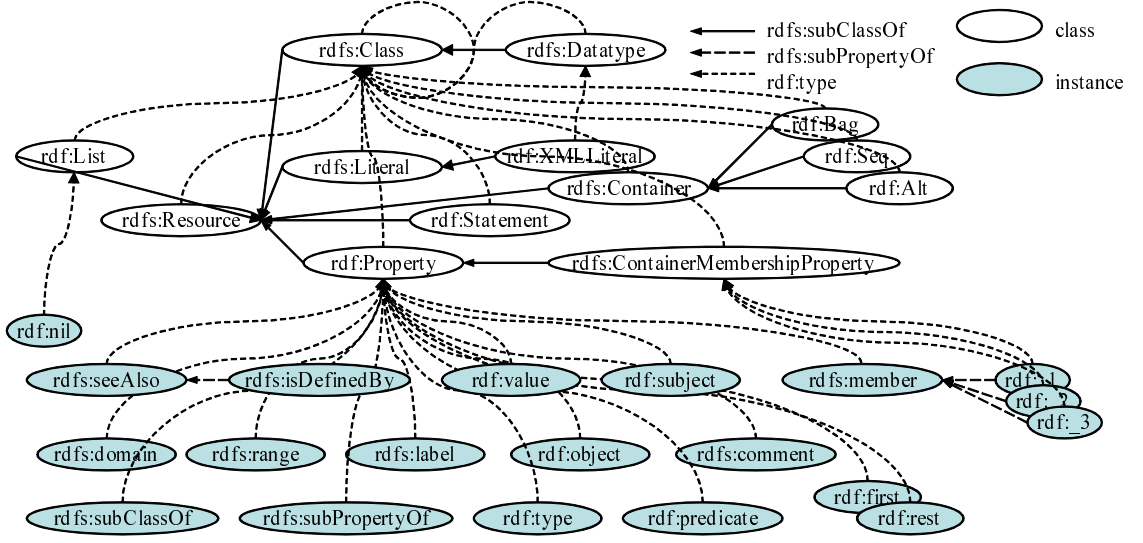 rdfs:subClassOf
rdfs:subPropertyOf
rdf:type
class
instance
rdfs:Class
rdfs:Datatype
rdf:Bag
rdf:List
rdfs:Literal
rdf:XMLLiteral
rdf:Seq
rdfs:Container
rdf:Alt
rdfs:Resource
rdf:Statement
rdf:Property
rdfs:ContainerMembershipProperty
rdf:nil
rdfs:seeAlso
rdfs:isDefinedBy
rdf:value
rdf:subject
rdfs:member
rdf:_1
rdf:_2
rdf:_3
rdfs:domain
rdfs:range
rdfs:label
rdf:object
rdfs:comment
rdf:first
rdfs:subClassOf
rdfs:subPropertyOf
rdf:type
rdf:predicate
rdf:rest